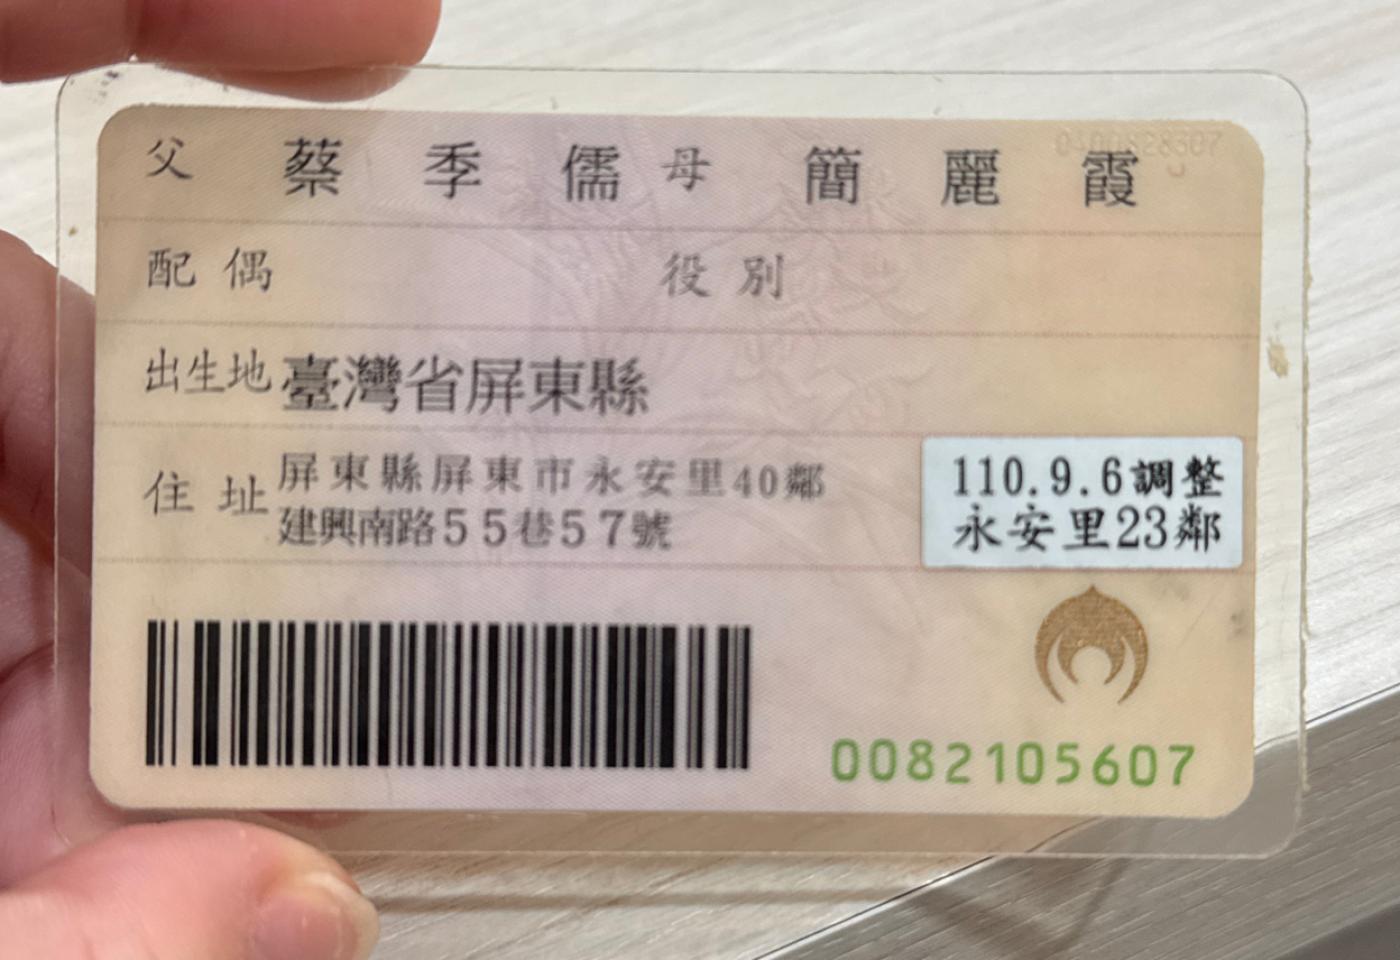 父 蔡季儒 母 簡麗霞
配偶 役別
出生地 臺灣省屏東縣
住址 屏東縣屏東市永安里40鄰
建興南路55巷57號
110.9.6調整
永安里23鄰
0082105607